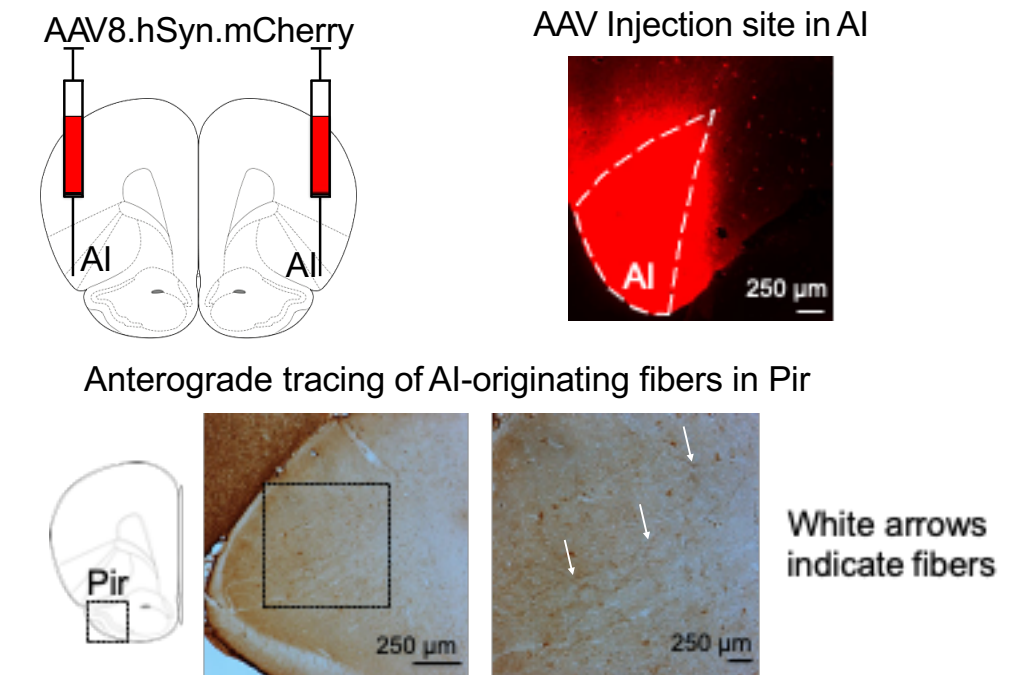 AAV8.hSyn.mCherry
AAV Injection site in AI
AI
AI
AI
250 µm
Anterograde tracing of AI-originating fibers in Pir
Pir
250 µm
250 µm
White arrows
indicate fibers